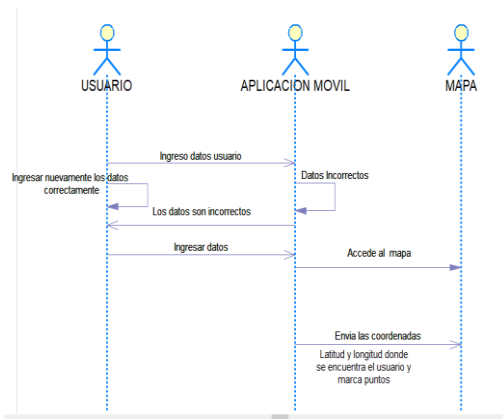 USUARIO
APLICACION MOVIL
MAPA
Ingreso datos usuario
Ingresar nuevamente los datos
correctamente
Datos Incorrectos
Los datos son incorrectos
Ingresar datos
Accede al mapa
Envia las coordenadas
Latitud y longitud donde
se encuentra el usuario y
marca puntos